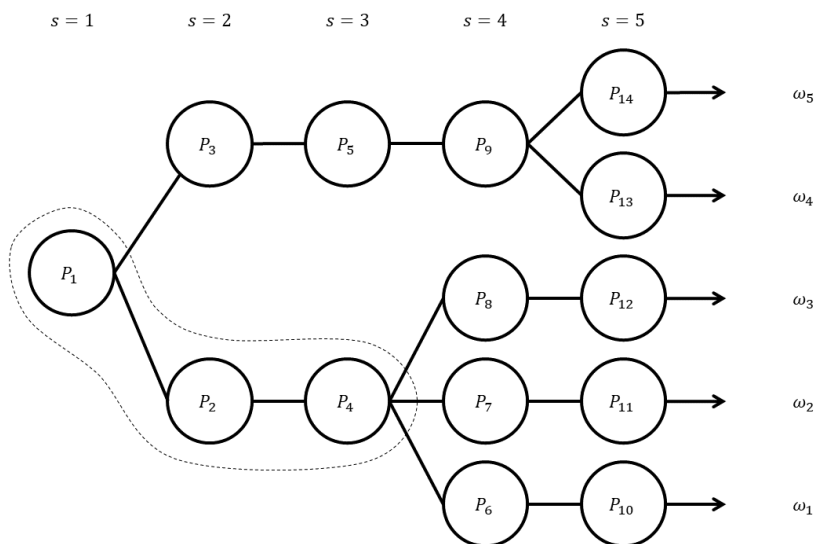 s = 1 s = 2 s = 3 s = 4 s = 5
P₁₄ ω₅
P₃ P₅ P₉
P₁₃ ω₄
P₁
P₈ P₁₂ ω₃
P₂ P₄ P₇ P₁₁ ω₂
P₆ P₁₀ ω₁